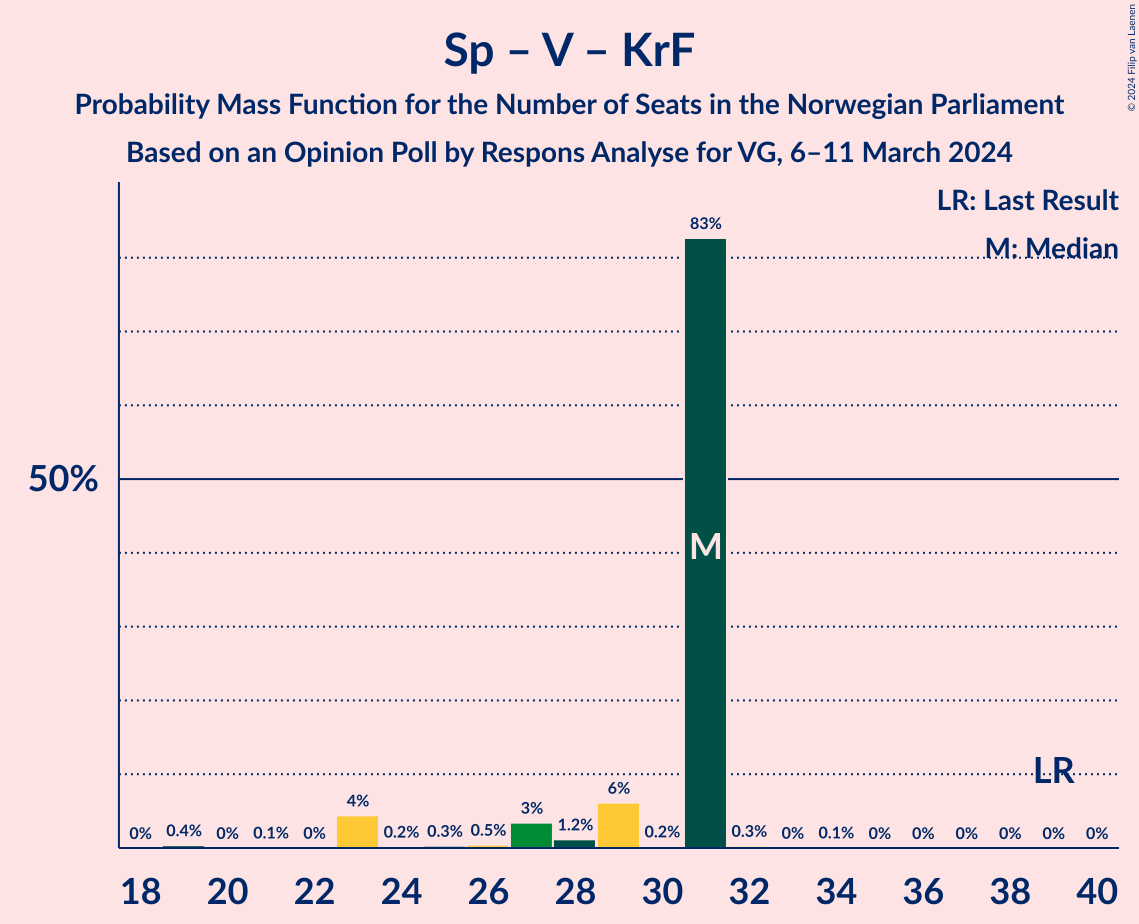 Sp – V – KrF
Probability Mass Function for the Number of Seats in the Norwegian Parliament
Based on an Opinion Poll by Respons Analyse for VG, 6–11 March 2024
© 2024 Filip van Laenen
LR: Last Result
M: Median
50%
83%
M
LR
0% 0.4% 0% 0.1% 0% 4% 0.2% 0.3% 0.5% 3% 1.2% 6% 0.2% 0.3% 0% 0.1% 0% 0% 0% 0% 0% 0%
18 20 22 24 26 28 30 32 34 36 38 40